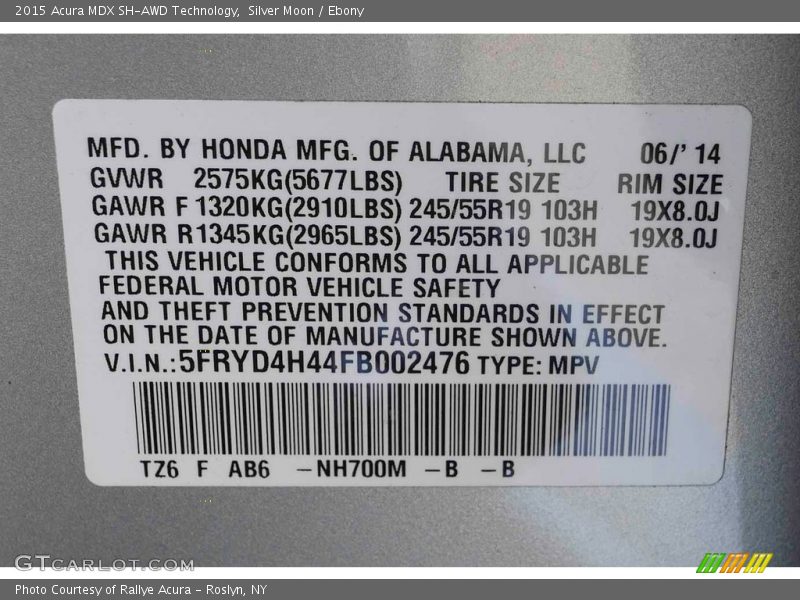 2015 Acura MDX SH-AWD Technology, Silver Moon / Ebony
MFD. BY HONDA MFG. OF ALABAMA, LLC 06/' 14
GVWR 2575KG(5677LBS) TIRE SIZE RIM SIZE
GAWR F 1320KG(2910LBS) 245/55R19 103H 19X8.0J
GAWR R 1345KG(2965LBS) 245/55R19 103H 19X8.0J
THIS VEHICLE CONFORMS TO ALL APPLICABLE
FEDERAL MOTOR VEHICLE SAFETY
AND THEFT PREVENTION STANDARDS IN EFFECT
ON THE DATE OF MANUFACTURE SHOWN ABOVE.
V.I.N.:5FRYD4H44FB002476 TYPE: MPV
TZ6 F AB6 -NH700M -B -B
GTCARLOT.COM
Photo Courtesy of Rallye Acura - Roslyn, NY